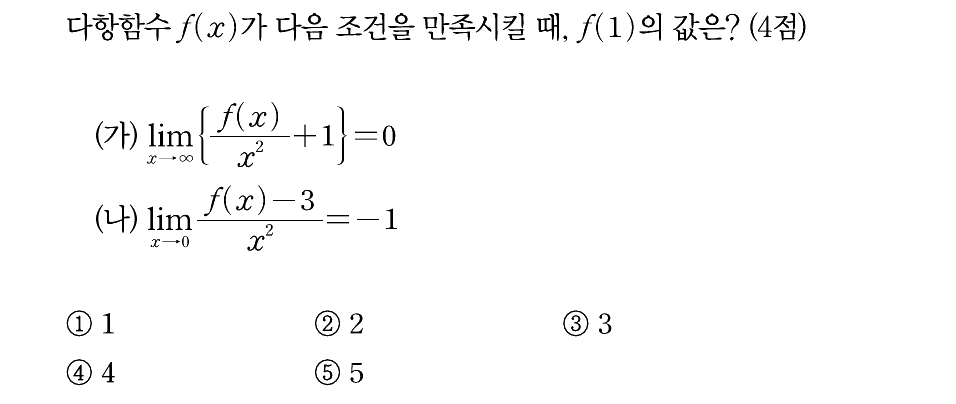 다항함수 f(x)가 다음 조건을 만족시킬 때, f(1)의 값은? (4점)
(가) lim_{x→∞} { f(x)/x² + 1 } = 0
(나) lim_{x→0} (f(x)−3)/x² = −1
① 1 ② 2 ③ 3
④ 4 ⑤ 5